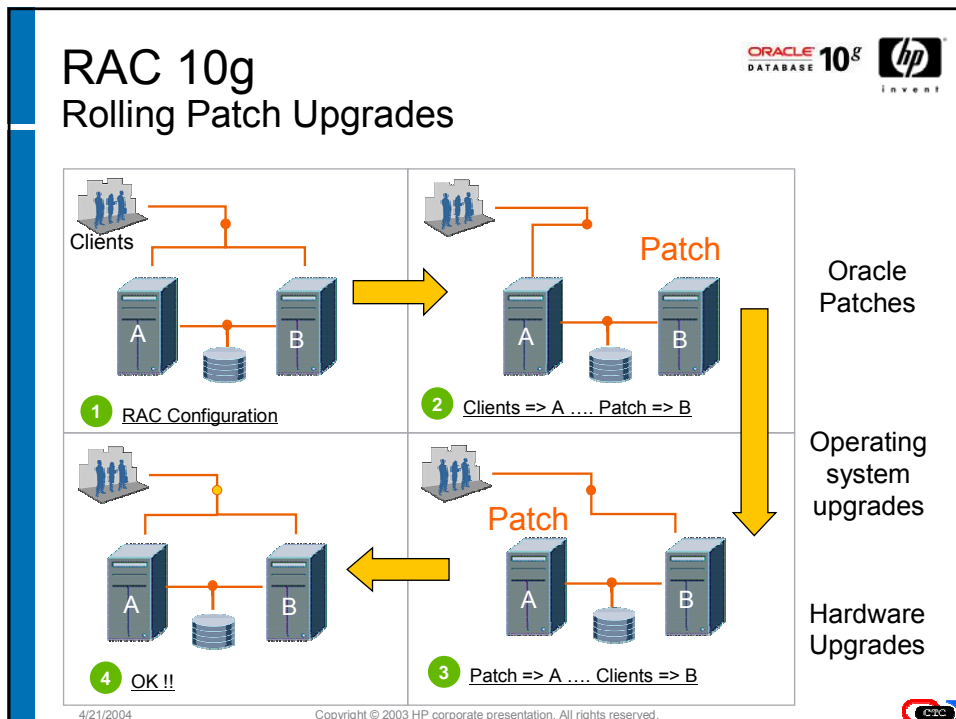 RAC 10g
Rolling Patch Upgrades
ORACLE
DATABASE 10g
hp
invent
Clients
A
B
1 RAC Configuration
Patch
A
B
2 Clients => A .... Patch => B
Oracle
Patches
Operating
system
upgrades
Hardware
Upgrades
A
B
4 OK !!
Patch
A
B
3 Patch => A .... Clients => B
4/21/2004
Copyright © 2003 HP corporate presentation. All rights reserved.
CTC